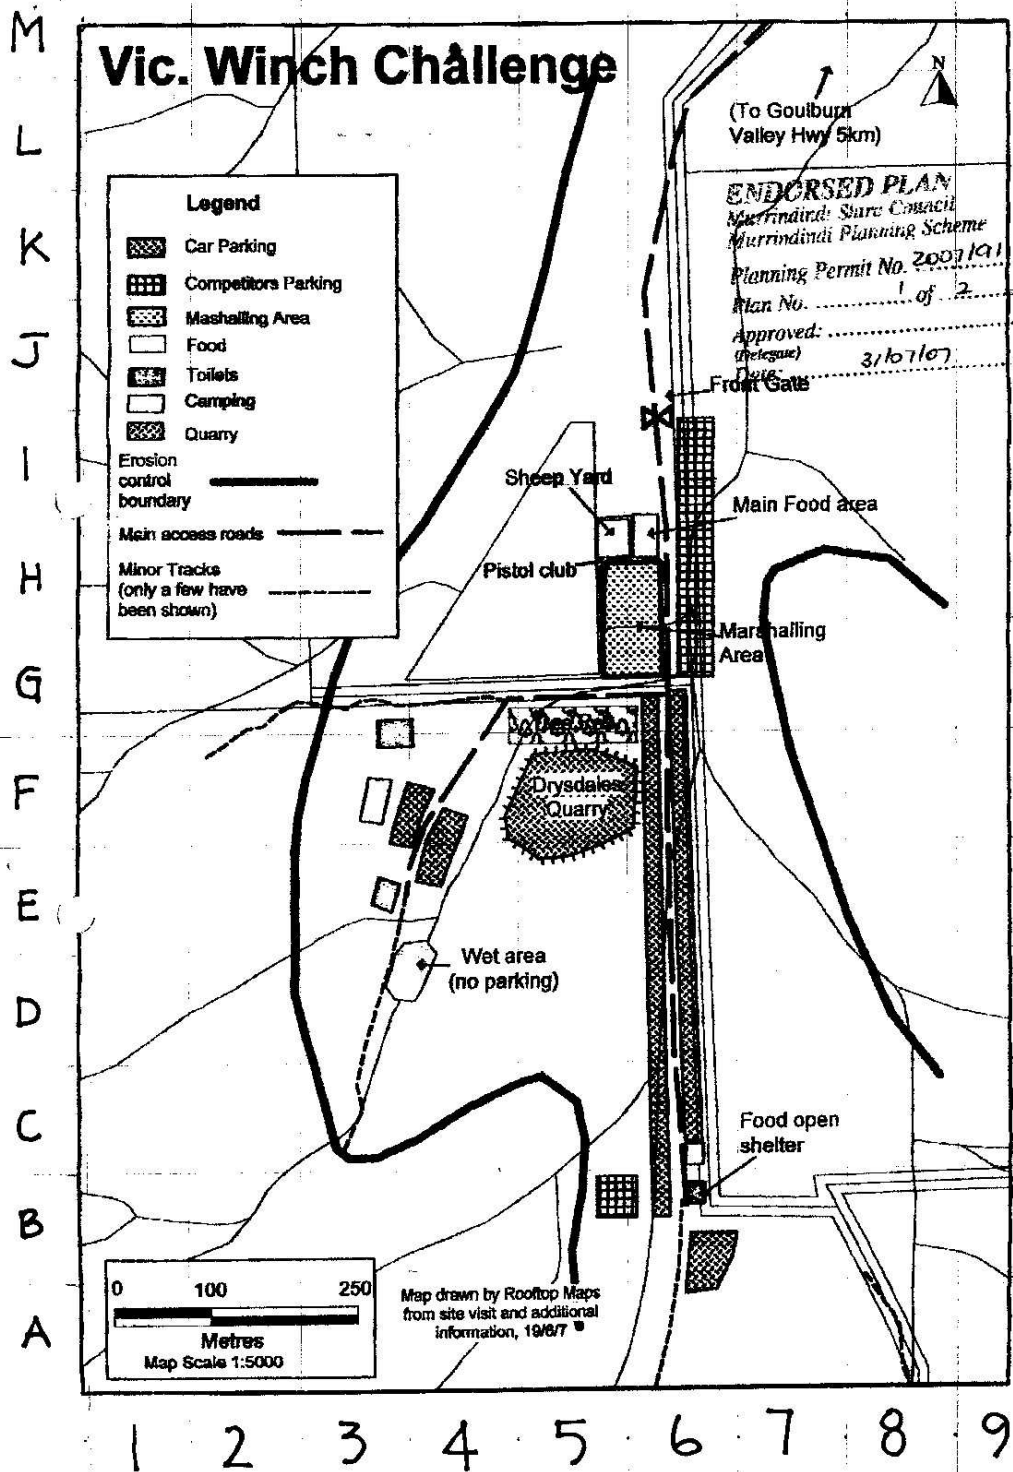 M
L
K
J
I
H
G
F
E
D
C
B
A
Vic. Winch Challenge
N
(To Goulburn
Valley Hwy 5km)
ENDORSED PLAN
Murrindindi Shire Council
Murrindindi Planning Scheme
Planning Permit No. 2007/91
Plan No. 1 of 2
Approved:
(Delegate)
Date: 31/07/07
Legend
Car Parking
Competitors Parking
Mashalling Area
Food
Toilets
Camping
Quarry
Erosion
control
boundary
Main access roads
Minor Tracks
(only a few have
been shown)
Front Gate
Sheep Yard
Main Food area
Pistol club
Marshalling
Area
Drysdales
Quarry
Wet area
(no parking)
Food open
shelter
0 100 250
Metres
Map Scale 1:5000
Map drawn by Rooftop Maps
from site visit and additional
information, 19/6/7
1 2 3 4 5 6 7 8 9